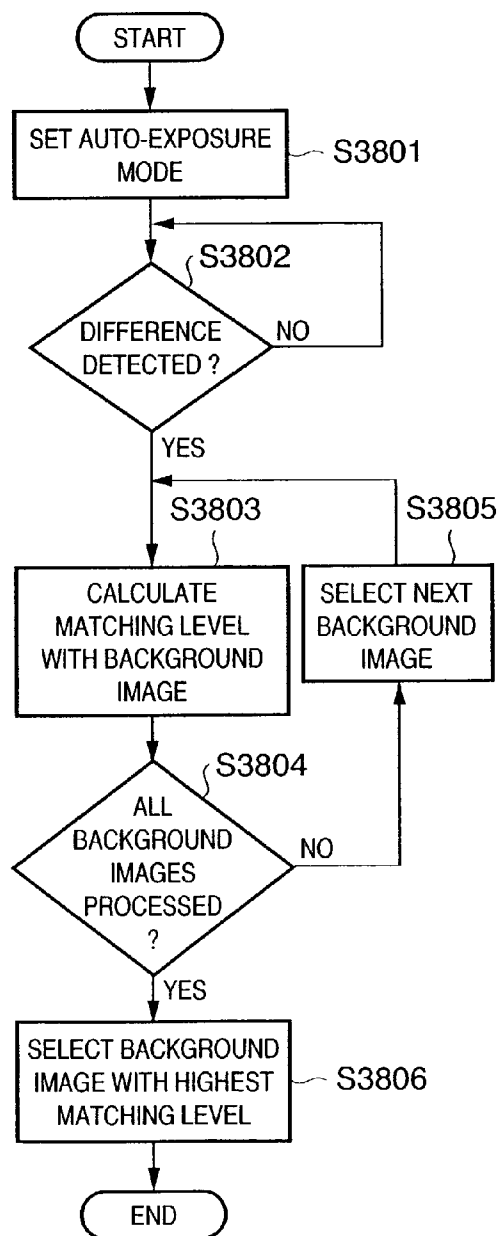 START
SET AUTO-EXPOSURE
MODE
S3801
S3802
DIFFERENCE
DETECTED ?
NO
YES
S3803
CALCULATE
MATCHING LEVEL
WITH BACKGROUND
IMAGE
S3805
SELECT NEXT
BACKGROUND
IMAGE
S3804
ALL
BACKGROUND
IMAGES
PROCESSED
?
NO
YES
SELECT BACKGROUND
IMAGE WITH HIGHEST
MATCHING LEVEL
S3806
END